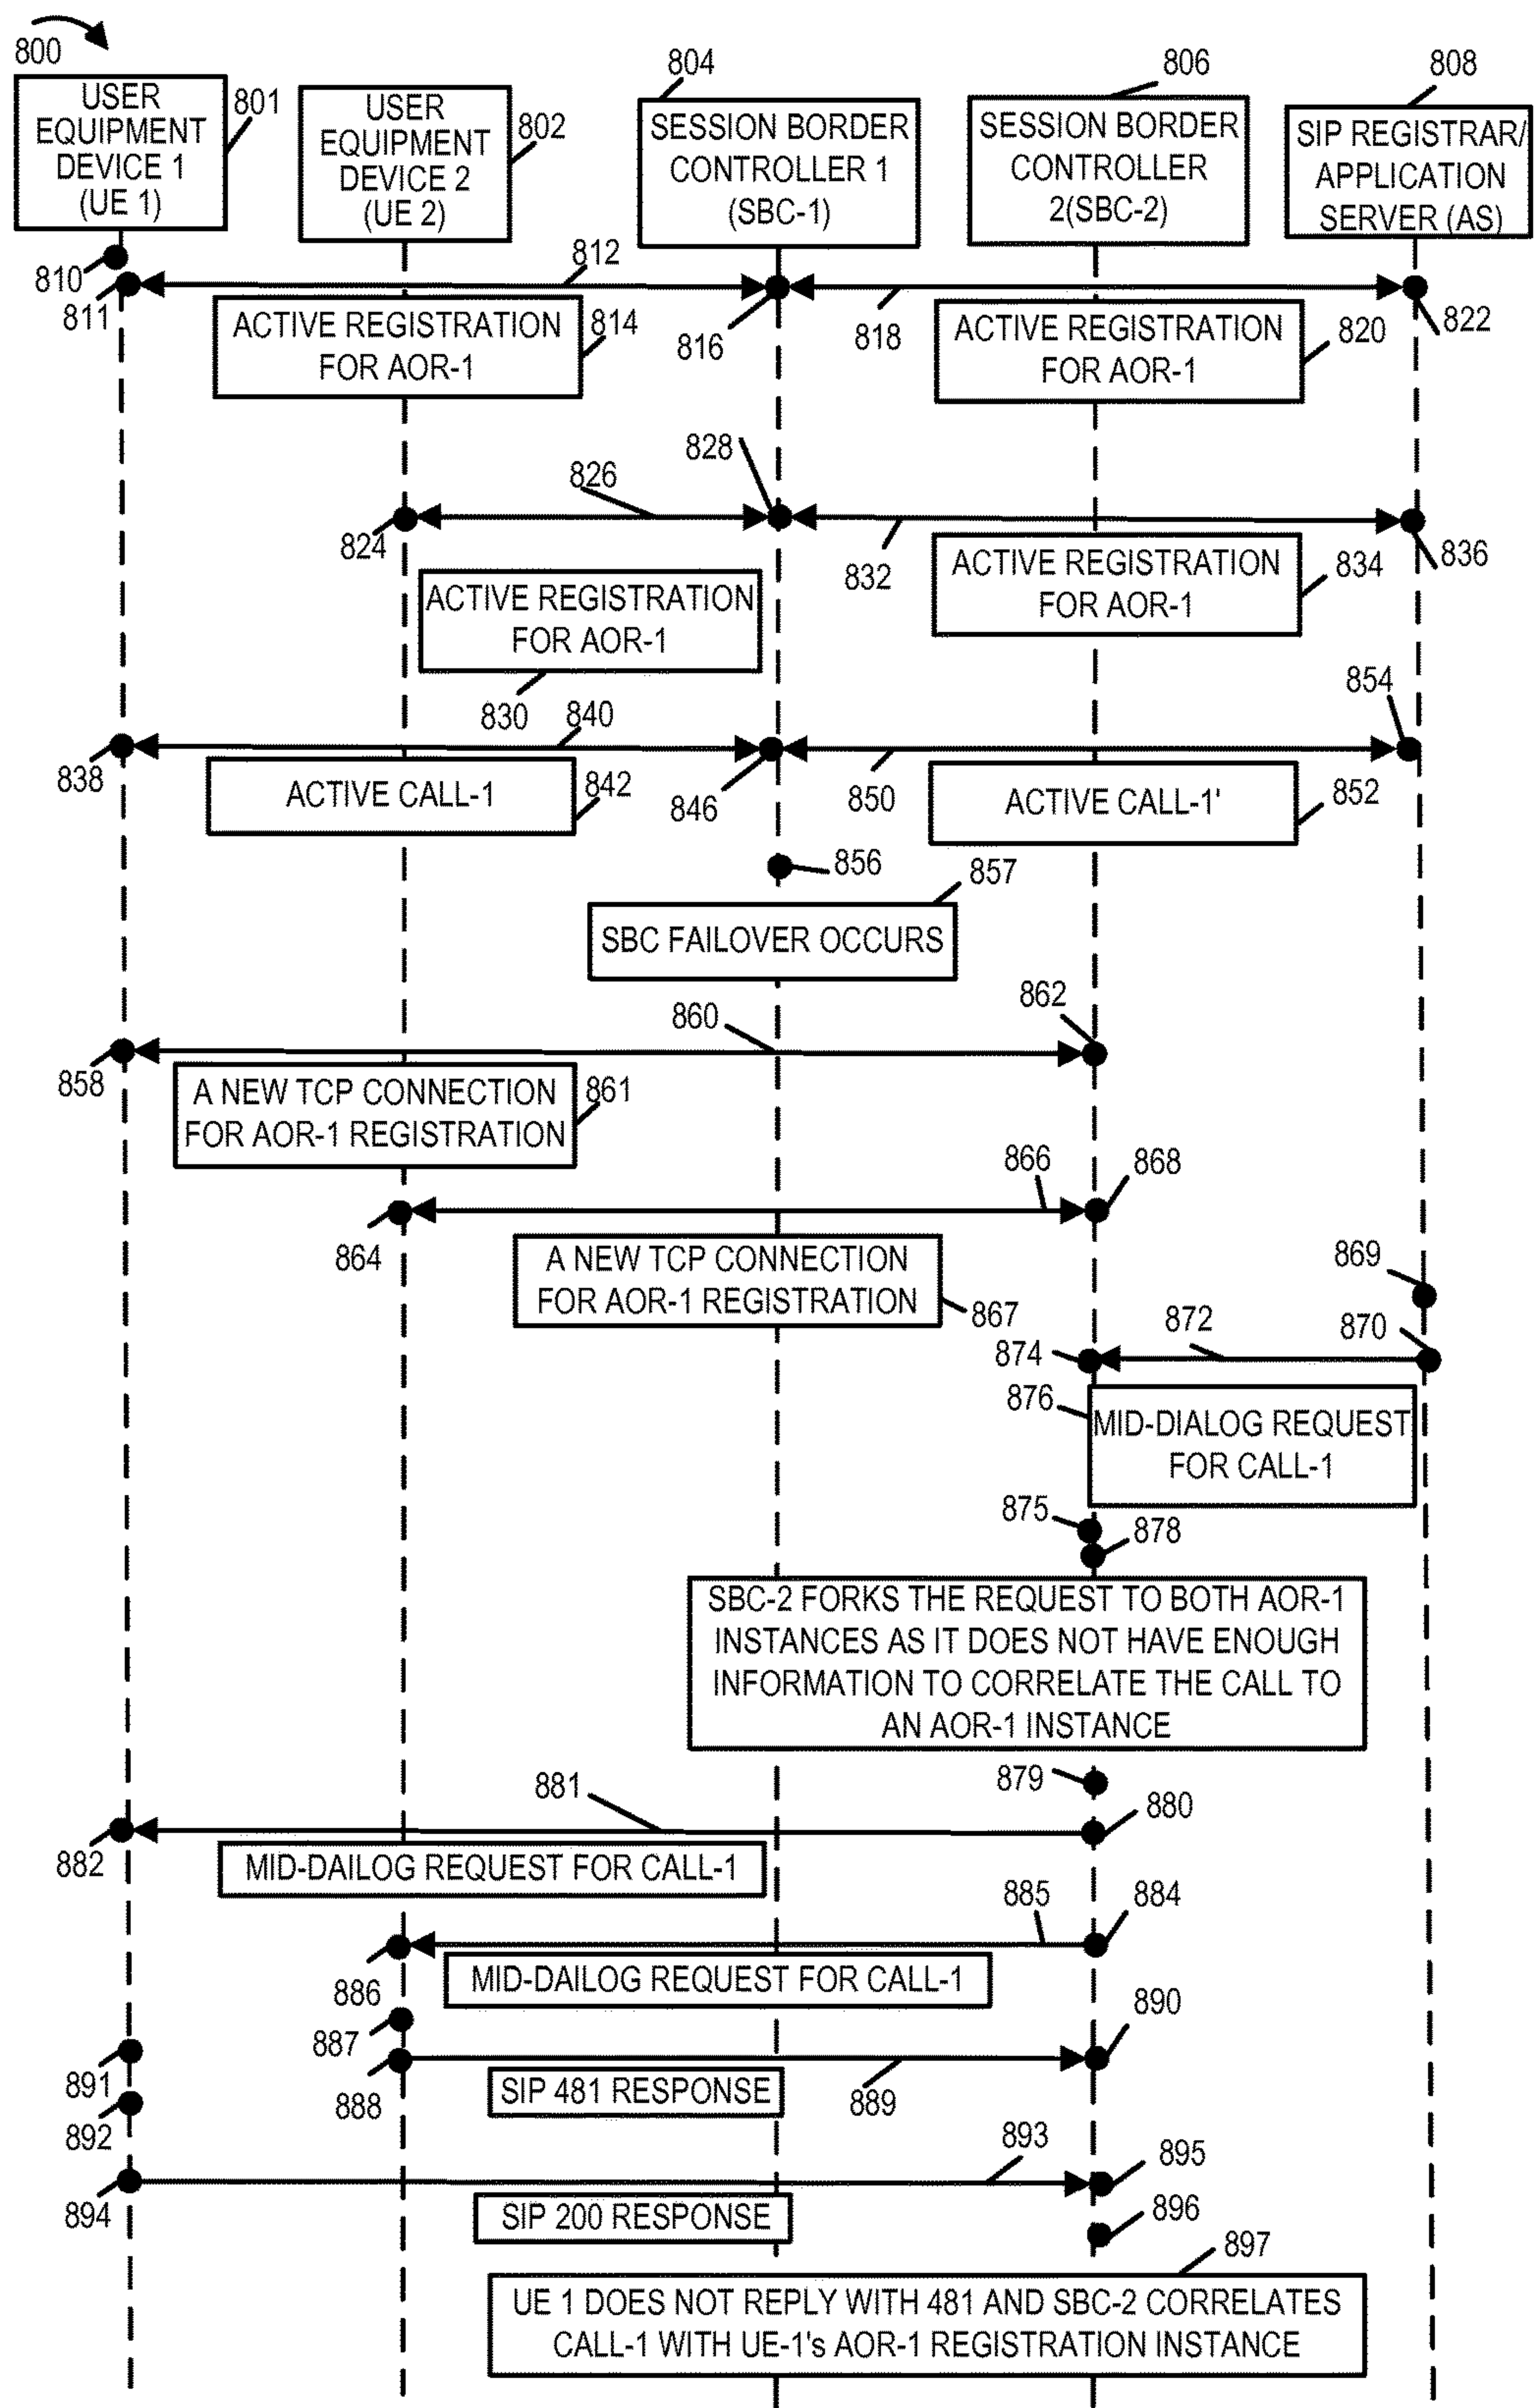 800
USER
EQUIPMENT
DEVICE 1
(UE 1)
801
USER
EQUIPMENT
DEVICE 2
(UE 2)
802
804
SESSION BORDER
CONTROLLER 1
(SBC-1)
806
SESSION BORDER
CONTROLLER
2(SBC-2)
808
SIP REGISTRAR/
APPLICATION
SERVER (AS)
810
811
812
816
818
822
ACTIVE REGISTRATION
FOR AOR-1
814
ACTIVE REGISTRATION
FOR AOR-1
820
824
826
828
832
836
ACTIVE REGISTRATION
FOR AOR-1
830
ACTIVE REGISTRATION
FOR AOR-1
834
838
840
846
850
854
ACTIVE CALL-1
842
ACTIVE CALL-1'
852
856
857
SBC FAILOVER OCCURS
858
860
862
A NEW TCP CONNECTION
FOR AOR-1 REGISTRATION
861
864
866
868
A NEW TCP CONNECTION
FOR AOR-1 REGISTRATION
867
869
870
872
874
876
MID-DIALOG REQUEST
FOR CALL-1
875
878
SBC-2 FORKS THE REQUEST TO BOTH AOR-1
INSTANCES AS IT DOES NOT HAVE ENOUGH
INFORMATION TO CORRELATE THE CALL TO
AN AOR-1 INSTANCE
879
880
881
882
MID-DAILOG REQUEST FOR CALL-1
885
884
886
MID-DAILOG REQUEST FOR CALL-1
887
890
891
888
889
SIP 481 RESPONSE
892
893
895
894
SIP 200 RESPONSE
896
897
UE 1 DOES NOT REPLY WITH 481 AND SBC-2 CORRELATES
CALL-1 WITH UE-1's AOR-1 REGISTRATION INSTANCE